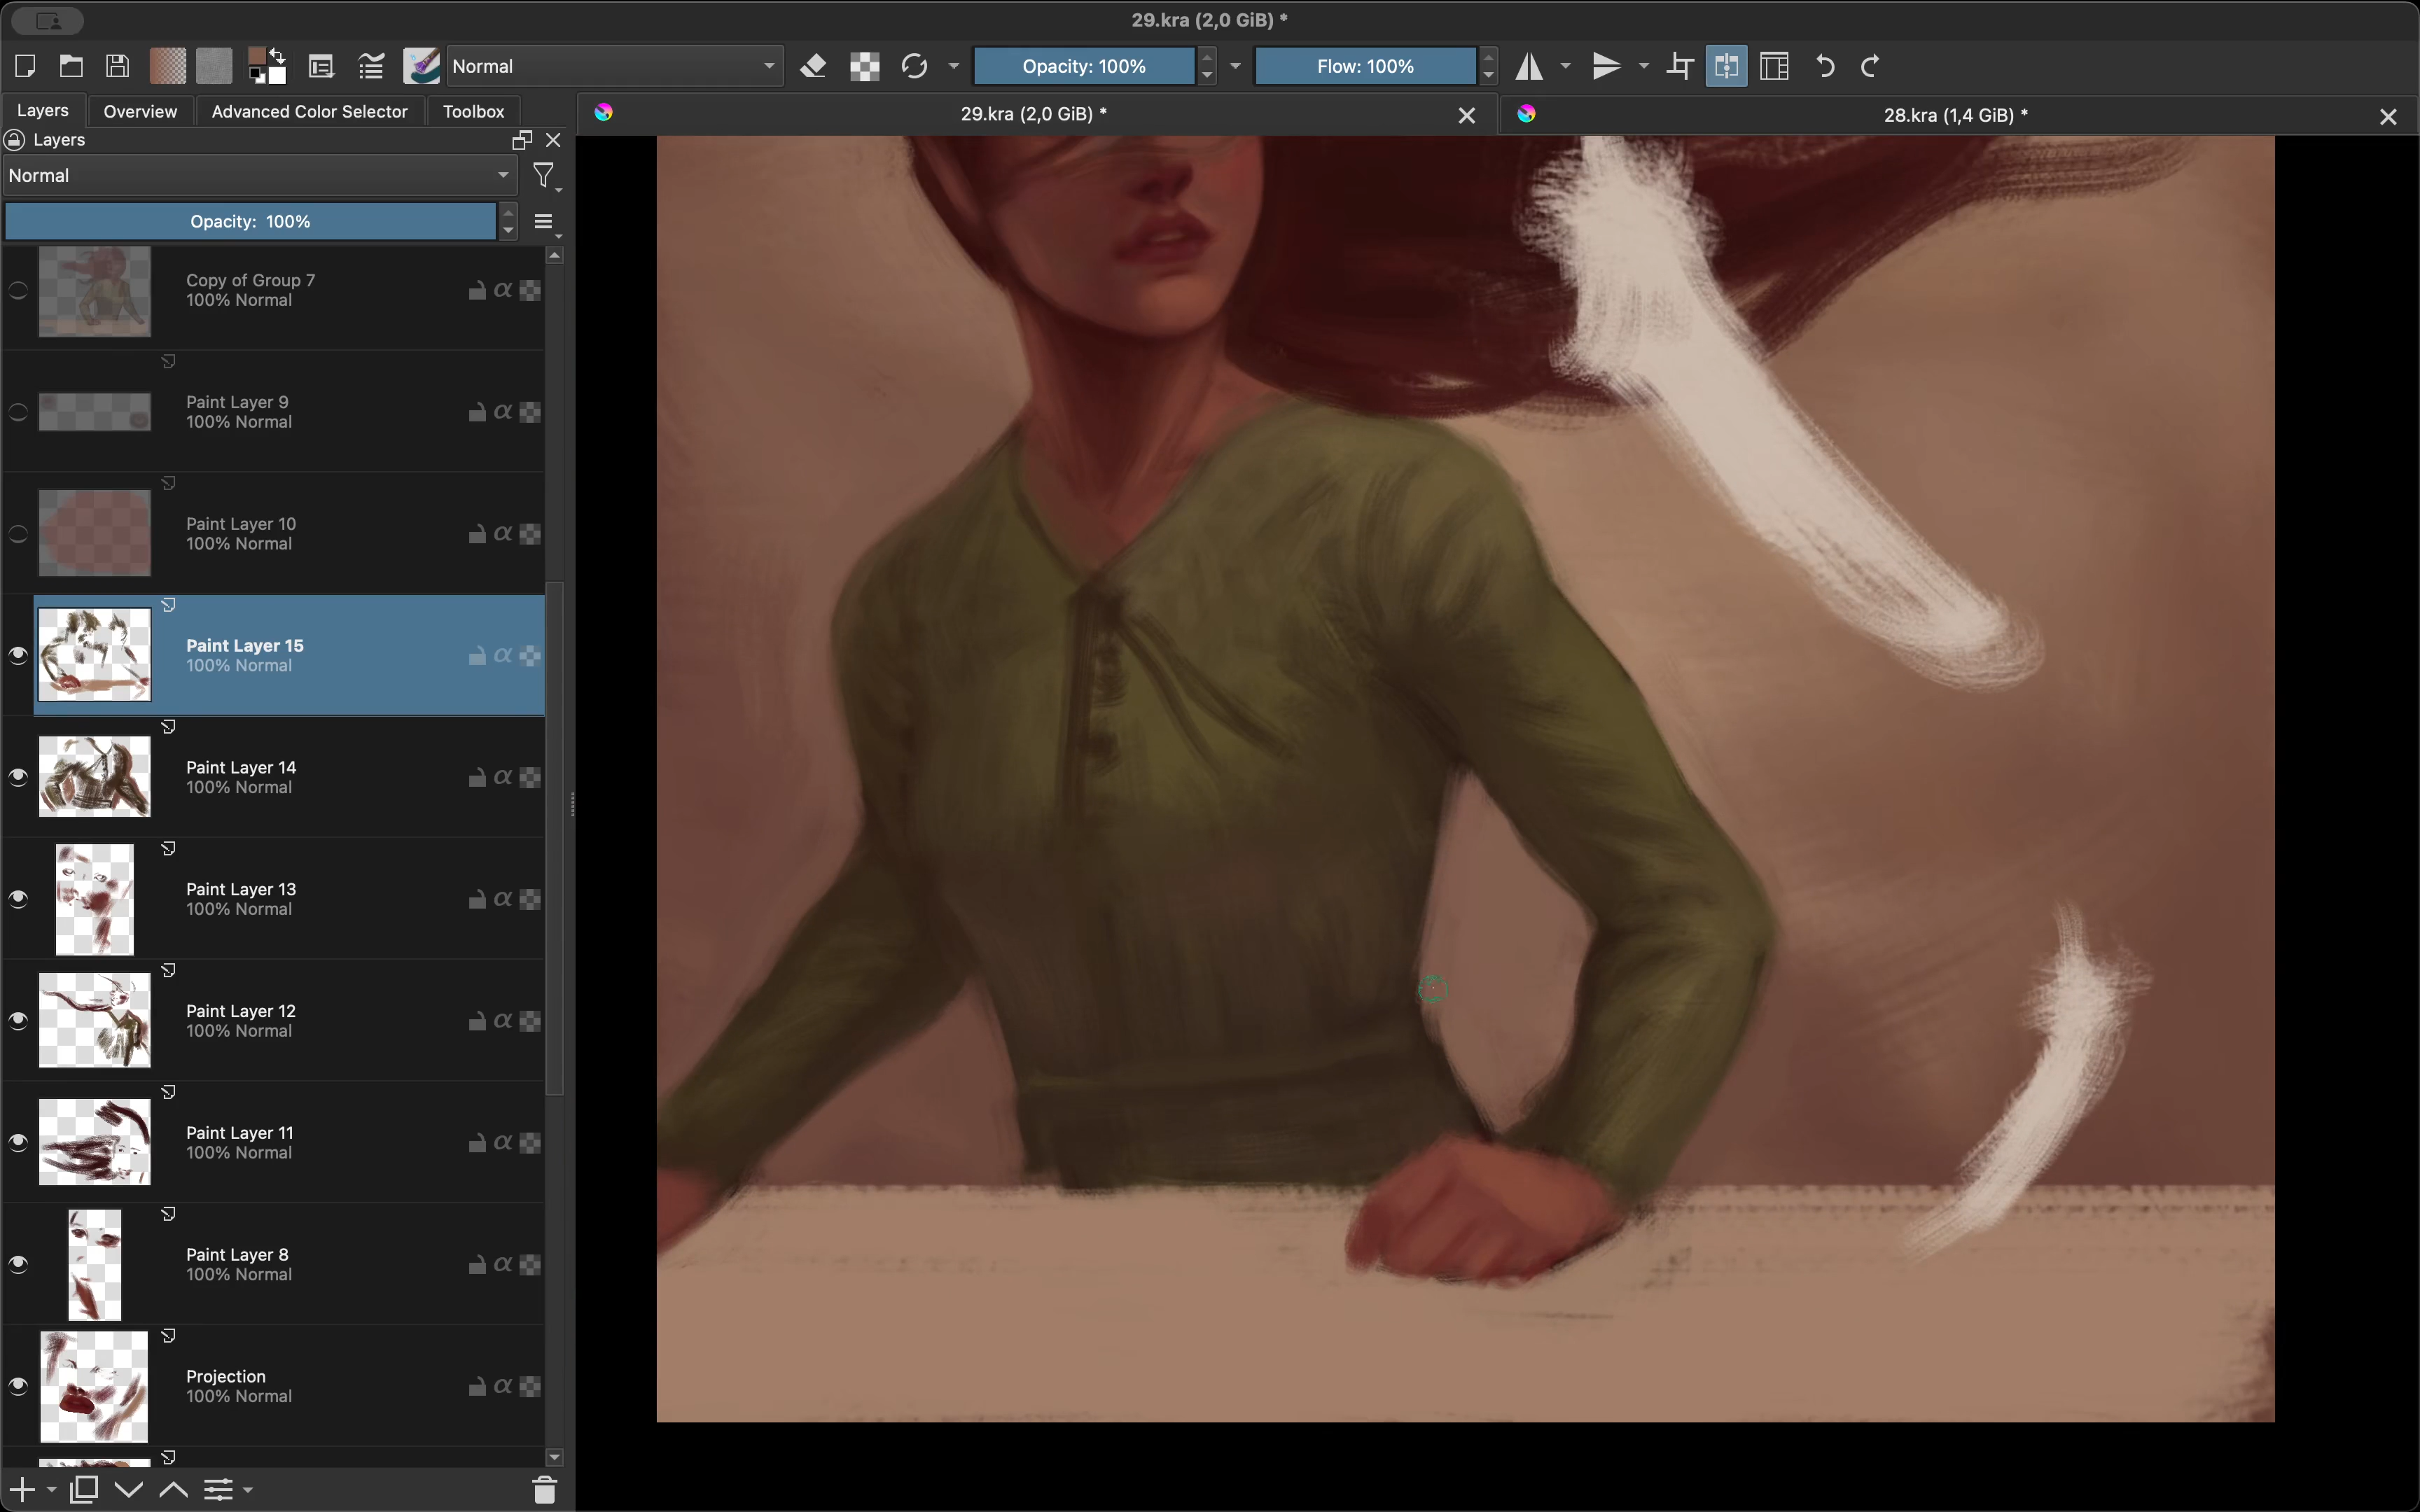 29.kra (2,0 GiB) *
Normal
Opacity: 100%
Flow: 100%
Layers
Overview
Advanced Color Selector
Toolbox
29.kra (2,0 GiB) *
28.kra (1,4 GiB) *
Layers
Normal
Opacity: 100%
Copy of Group 7
100% Normal
Paint Layer 9
100% Normal
Paint Layer 10
100% Normal
Paint Layer 15
100% Normal
Paint Layer 14
100% Normal
Paint Layer 13
100% Normal
Paint Layer 12
100% Normal
Paint Layer 11
100% Normal
Paint Layer 8
100% Normal
Projection
100% Normal